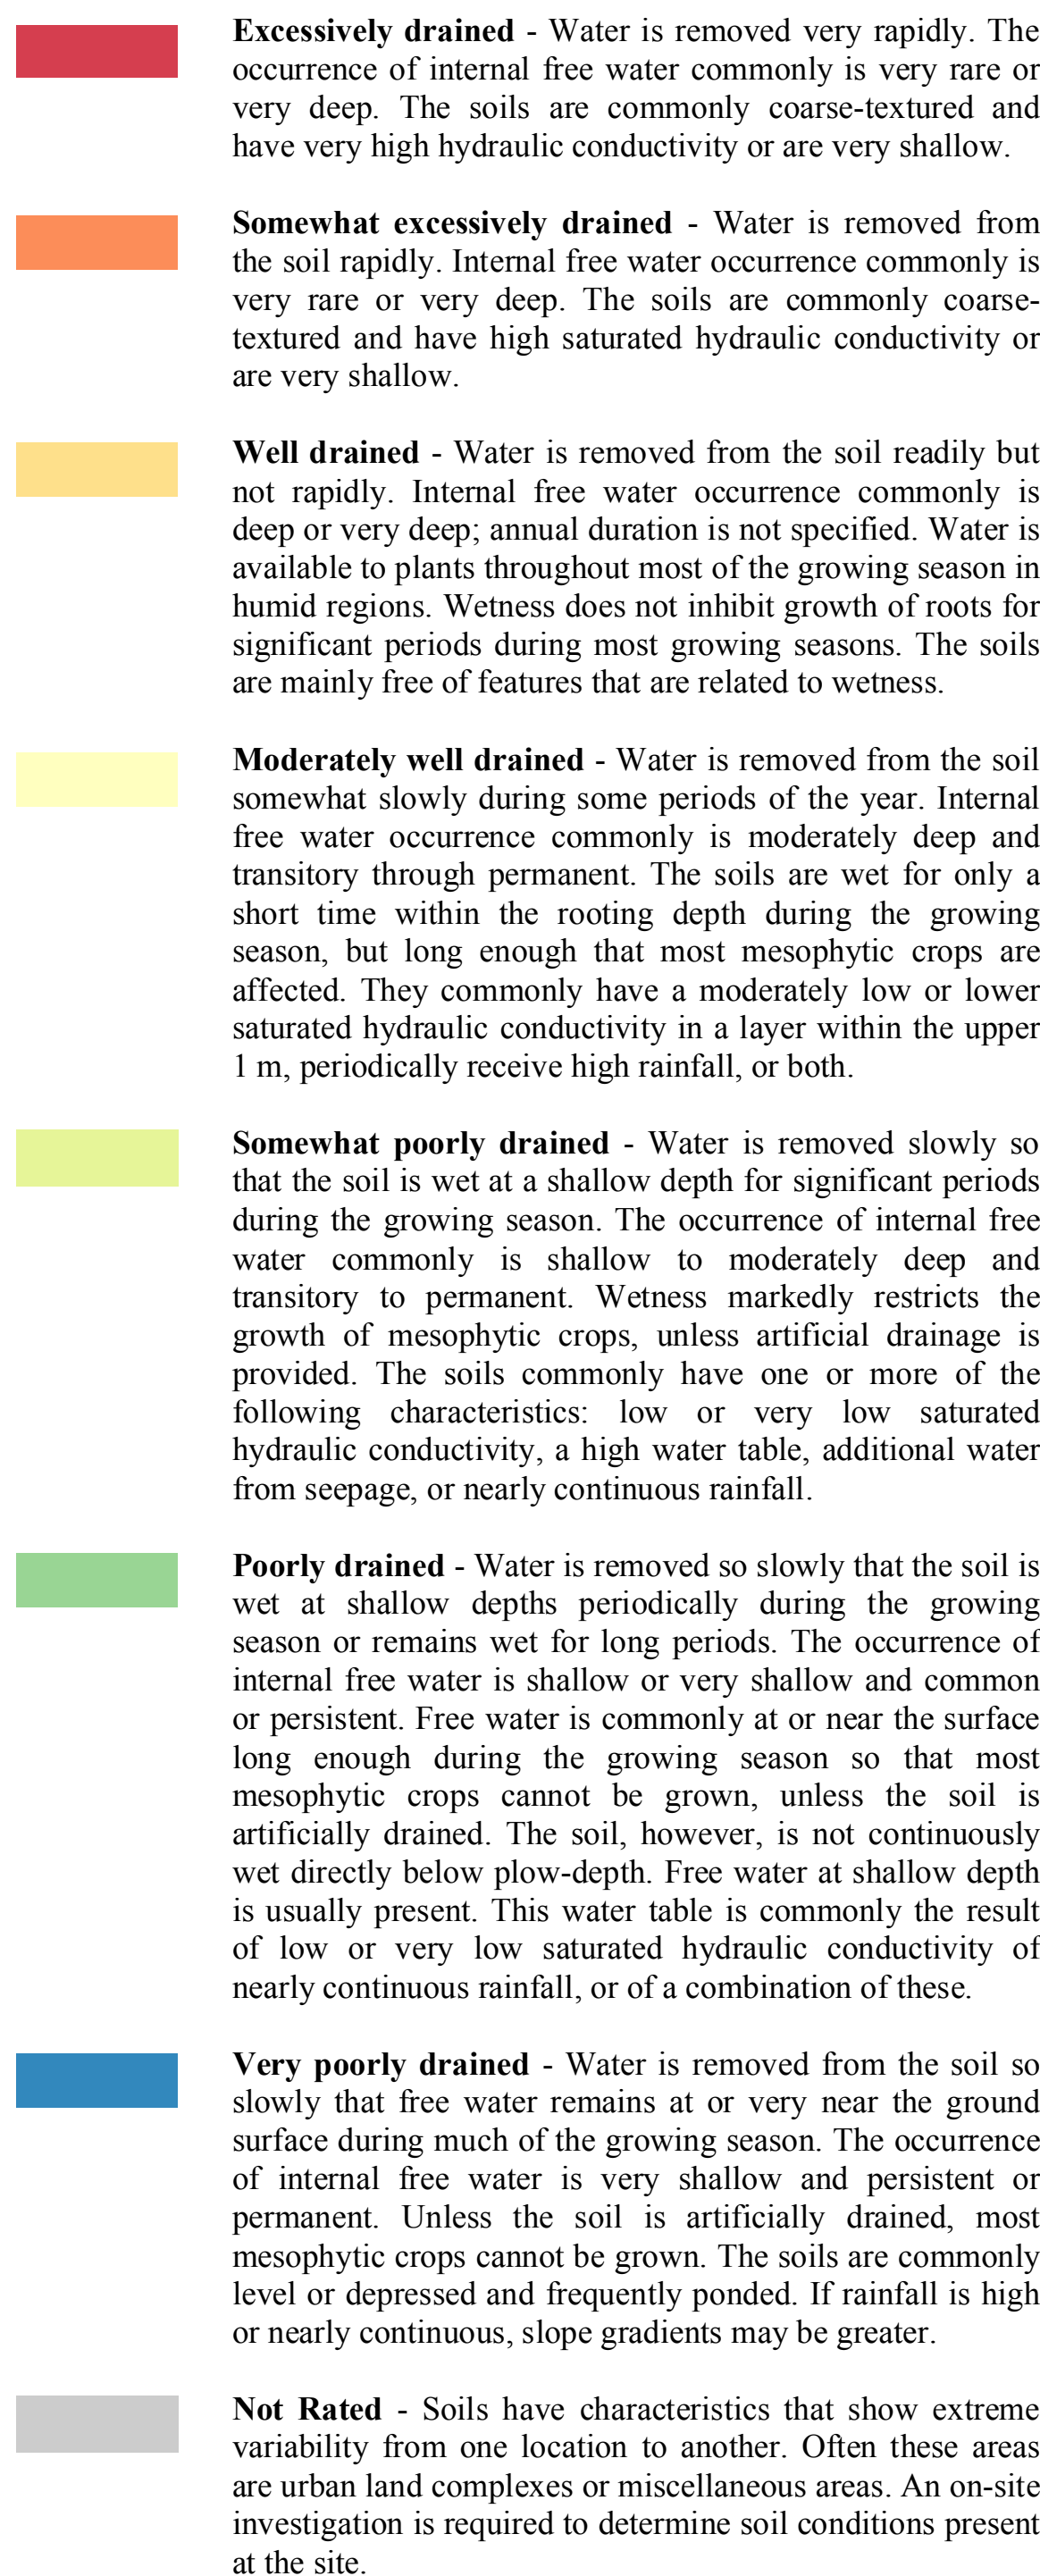 Excessively drained - Water is removed very rapidly. The
occurrence of internal free water commonly is very rare or
very deep. The soils are commonly coarse-textured and
have very high hydraulic conductivity or are very shallow.
Somewhat excessively drained - Water is removed from
the soil rapidly. Internal free water occurrence commonly is
very rare or very deep. The soils are commonly coarse-
textured and have high saturated hydraulic conductivity or
are very shallow.
Well drained - Water is removed from the soil readily but
not rapidly. Internal free water occurrence commonly is
deep or very deep; annual duration is not specified. Water is
available to plants throughout most of the growing season in
humid regions. Wetness does not inhibit growth of roots for
significant periods during most growing seasons. The soils
are mainly free of features that are related to wetness.
Moderately well drained - Water is removed from the soil
somewhat slowly during some periods of the year. Internal
free water occurrence commonly is moderately deep and
transitory through permanent. The soils are wet for only a
short time within the rooting depth during the growing
season, but long enough that most mesophytic crops are
affected. They commonly have a moderately low or lower
saturated hydraulic conductivity in a layer within the upper
1 m, periodically receive high rainfall, or both.
Somewhat poorly drained - Water is removed slowly so
that the soil is wet at a shallow depth for significant periods
during the growing season. The occurrence of internal free
water commonly is shallow to moderately deep and
transitory to permanent. Wetness markedly restricts the
growth of mesophytic crops, unless artificial drainage is
provided. The soils commonly have one or more of the
following characteristics: low or very low saturated
hydraulic conductivity, a high water table, additional water
from seepage, or nearly continuous rainfall.
Poorly drained - Water is removed so slowly that the soil is
wet at shallow depths periodically during the growing
season or remains wet for long periods. The occurrence of
internal free water is shallow or very shallow and common
or persistent. Free water is commonly at or near the surface
long enough during the growing season so that most
mesophytic crops cannot be grown, unless the soil is
artificially drained. The soil, however, is not continuously
wet directly below plow-depth. Free water at shallow depth
is usually present. This water table is commonly the result
of low or very low saturated hydraulic conductivity of
nearly continuous rainfall, or of a combination of these.
Very poorly drained - Water is removed from the soil so
slowly that free water remains at or very near the ground
surface during much of the growing season. The occurrence
of internal free water is very shallow and persistent or
permanent. Unless the soil is artificially drained, most
mesophytic crops cannot be grown. The soils are commonly
level or depressed and frequently ponded. If rainfall is high
or nearly continuous, slope gradients may be greater.
Not Rated - Soils have characteristics that show extreme
variability from one location to another. Often these areas
are urban land complexes or miscellaneous areas. An on-site
investigation is required to determine soil conditions present
at the site.